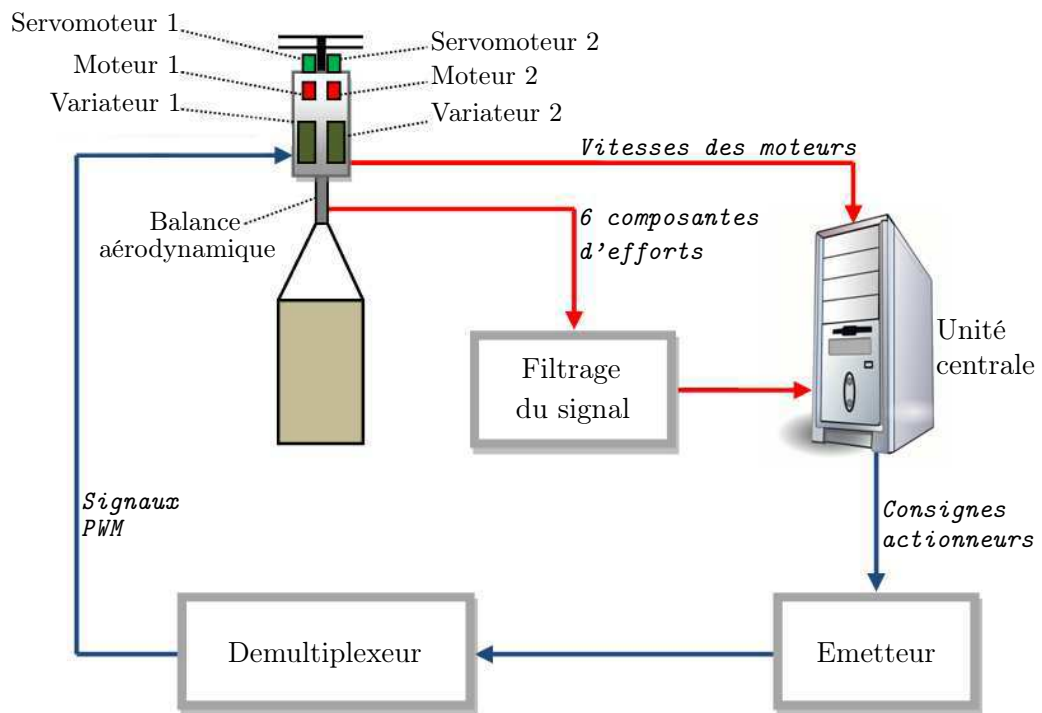 Servomoteur 1
Servomoteur 2
Moteur 1
Moteur 2
Variateur 1
Variateur 2
Vitesses des moteurs
Balance
aérodynamique
6 composantes
d'efforts
Unité
centrale
Filtrage
du signal
Signaux
PWM
Consignes
actionneurs
Demultiplexeur
Emetteur